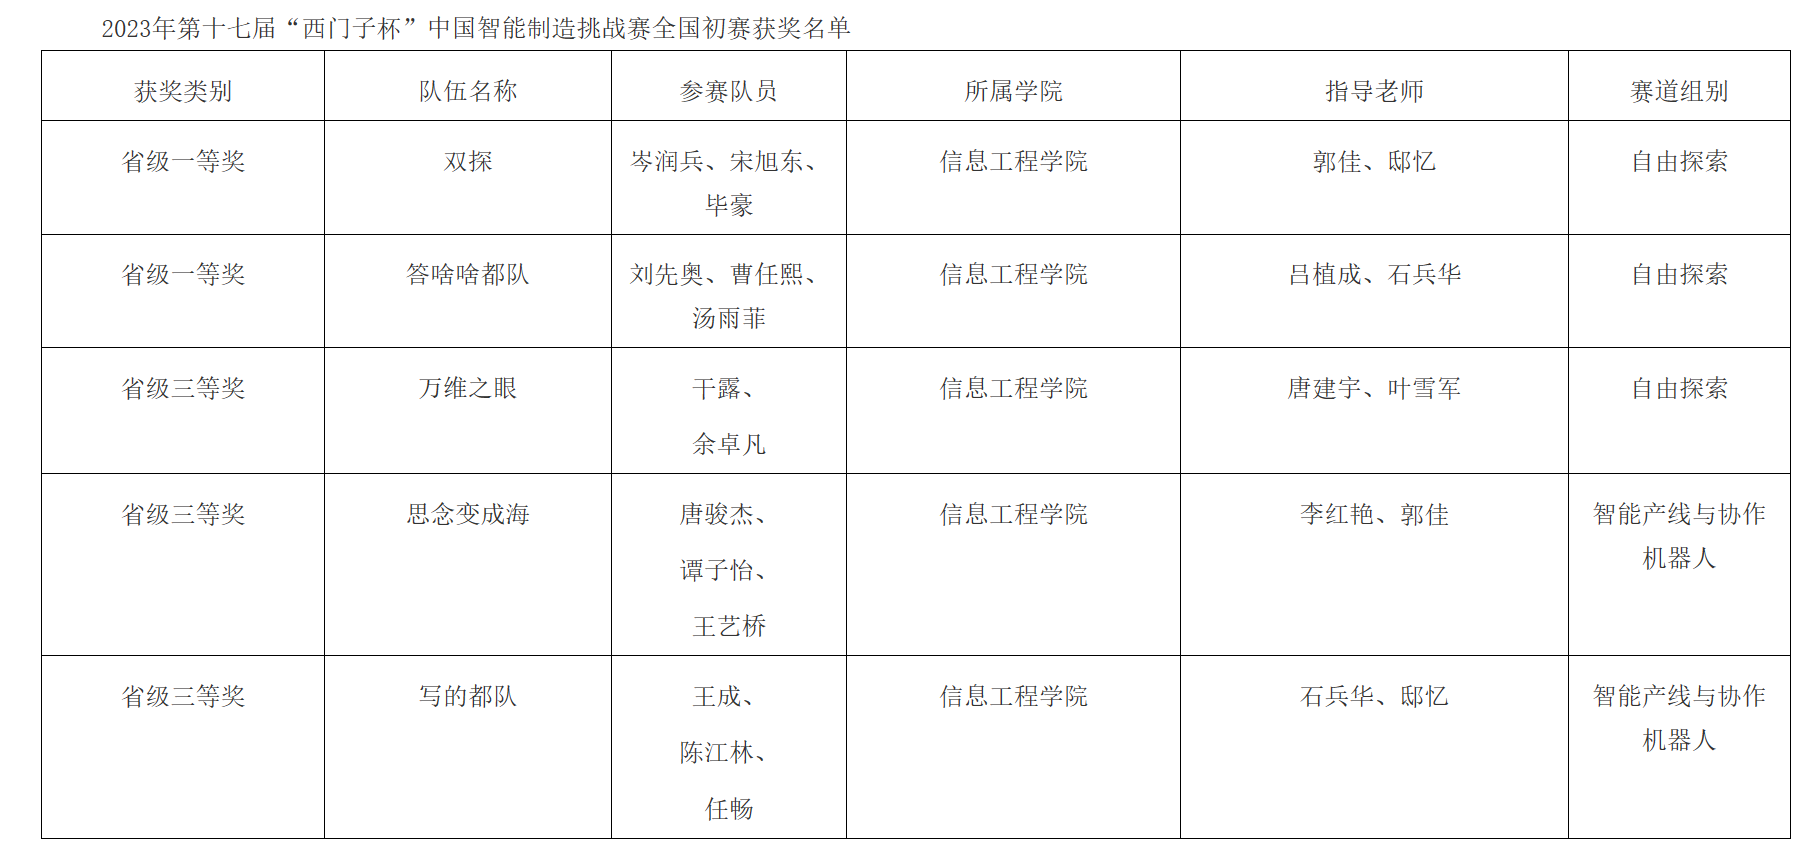 2023年第十七届“西门子杯”中国智能制造挑战赛全国初赛获奖名单
获奖类别 队伍名称 参赛队员 所属学院 指导老师 赛道组别
省级一等奖 双探 岑润兵、宋旭东、 信息工程学院 郭佳、邸忆 自由探索
毕豪
省级一等奖 答啥啥都队 刘先奥、曹任熙、 信息工程学院 吕植成、石兵华 自由探索
汤雨菲
省级三等奖 万维之眼 干露、 信息工程学院 唐建宇、叶雪军 自由探索
余卓凡
省级三等奖 思念变成海 唐骏杰、 信息工程学院 李红艳、郭佳 智能产线与协作
机器人
谭子怡、
王艺桥
省级三等奖 写的都队 王成、 信息工程学院 石兵华、邸忆 智能产线与协作
机器人
陈江林、
任畅